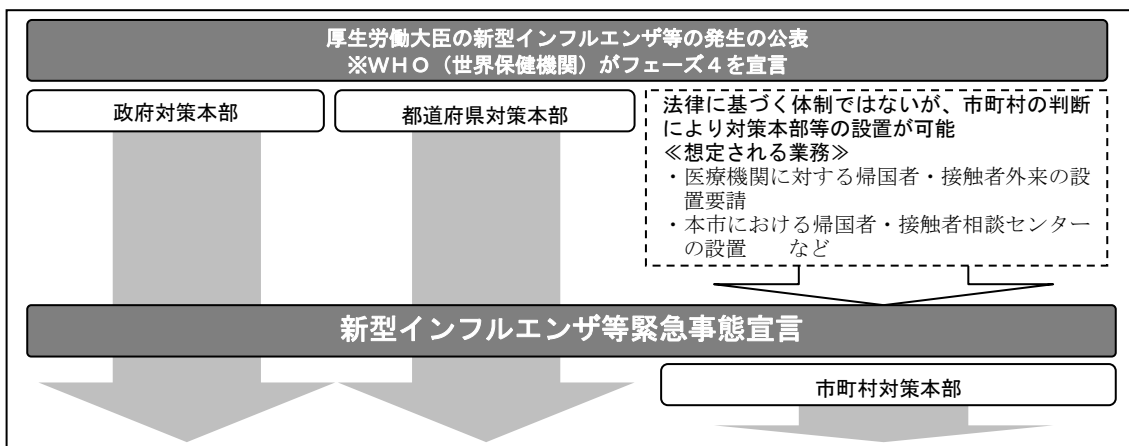 厚生労働大臣の新型インフルエンザ等の発生の公表
※ＷＨＯ（世界保健機関）がフェーズ４を宣言
政府対策本部
都道府県対策本部
法律に基づく体制ではないが、市町村の判断
により対策本部等の設置が可能
≪想定される業務≫
・医療機関に対する帰国者・接触者外来の設
置要請
・本市における帰国者・接触者相談センター
の設置　　など
新型インフルエンザ等緊急事態宣言
市町村対策本部